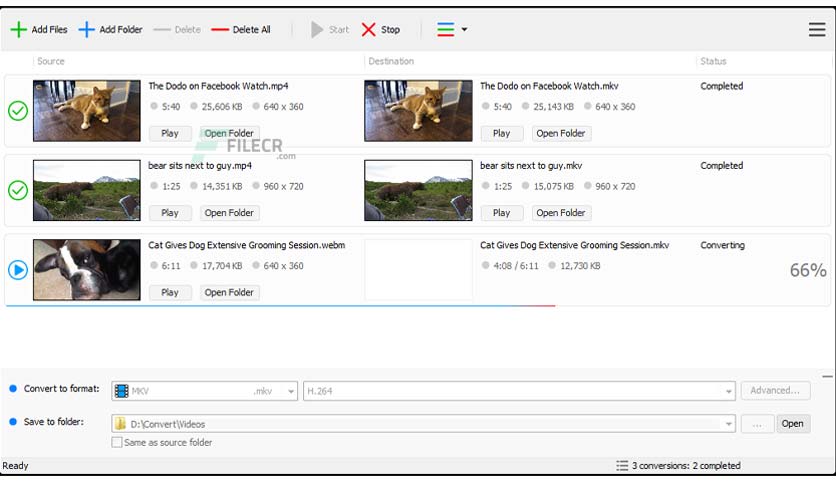 Add Files Add Folder Delete Delete All Start Stop
Source Destination Status
The Dodo on Facebook Watch.mp4 The Dodo on Facebook Watch.mkv Completed
5:40 25,606 KB 640 x 360 5:40 25,143 KB 640 x 360
Play Open Folder Play Open Folder
FILECR
.com
bear sits next to guy.mp4 bear sits next to guy.mkv Completed
1:25 14,351 KB 960 x 720 1:25 15,075 KB 960 x 720
Play Open Folder Play Open Folder
Cat Gives Dog Extensive Grooming Session.webm Cat Gives Dog Extensive Grooming Session.mkv Converting
6:11 17,704 KB 640 x 360 4:08 / 6:11 12,730 KB 66%
Play Open Folder
Convert to format: MKV .mkv H.264 Advanced...
Save to folder: D:\Convert\Videos ... Open
Same as source folder
Ready 3 conversions: 2 completed